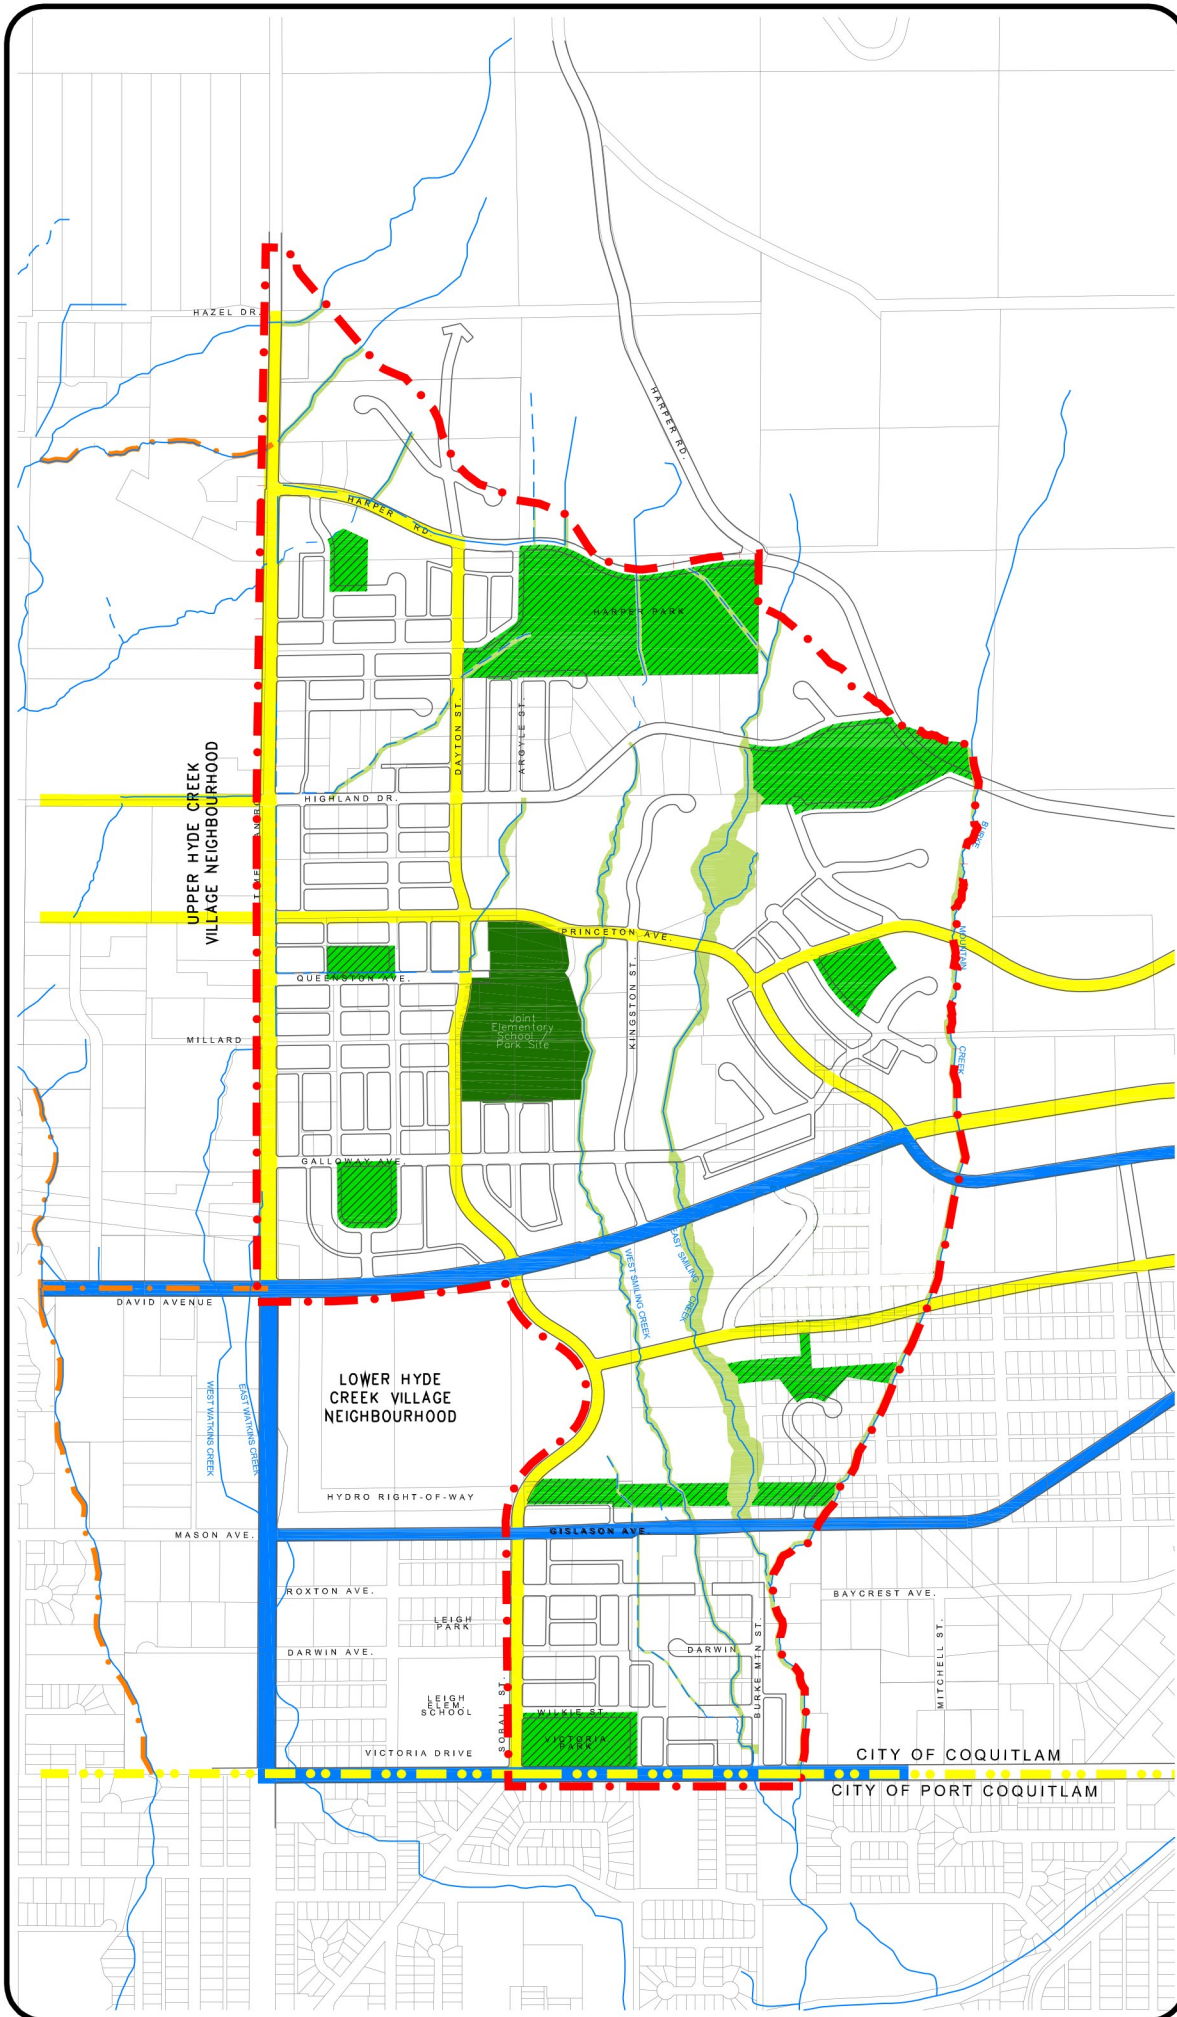 HAZEL DR.
HARPER RD.
HARPER RD.
HARPER PARK
DAYTON ST.
ARGYLE ST.
UPPER HYDE CREEK
VILLAGE NEIGHBOURHOOD
HIGHLAND DR.
BURKE
MOUNTAIN
CREEK
PRINCETON AVE.
QUEENSTON AVE.
KINGSTON ST.
Joint
Elementary
School /
Park Site
MILLARD
GALLOWAY AVE.
DAVID AVENUE
WEST SMILING CREEK
EAST SMILING
CREEK
LOWER HYDE
CREEK VILLAGE
NEIGHBOURHOOD
WEST WATKINS CREEK
EAST WATKINS CREEK
HYDRO RIGHT-OF-WAY
MASON AVE.
GISLASON AVE.
ROXTON AVE.
BAYCREST AVE.
LEIGH
PARK
DARWIN AVE.
DARWIN
BURKE MTN ST.
MITCHELL ST.
LEIGH
ELEM.
SCHOOL
WILKIE ST.
VICTORIA
PARK
VICTORIA DRIVE
CITY OF COQUITLAM
CITY OF PORT COQUITLAM